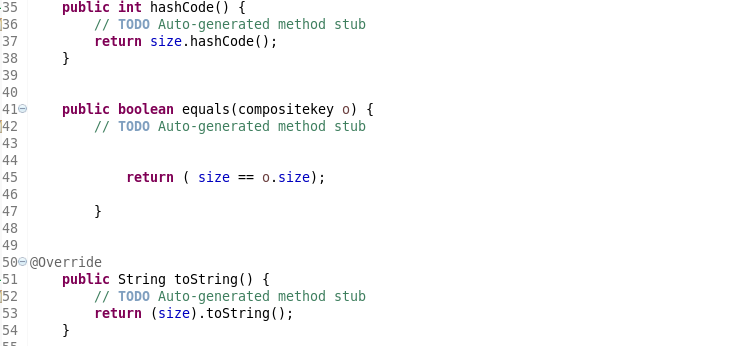 35 public int hashCode() {
36 // TODO Auto-generated method stub
37 return size.hashCode();
38 }
39
40
41 public boolean equals(compositekey o) {
42 // TODO Auto-generated method stub
43
44
45 return ( size == o.size);
46
47 }
48
49
50 @Override
51 public String toString() {
52 // TODO Auto-generated method stub
53 return (size).toString();
54 }